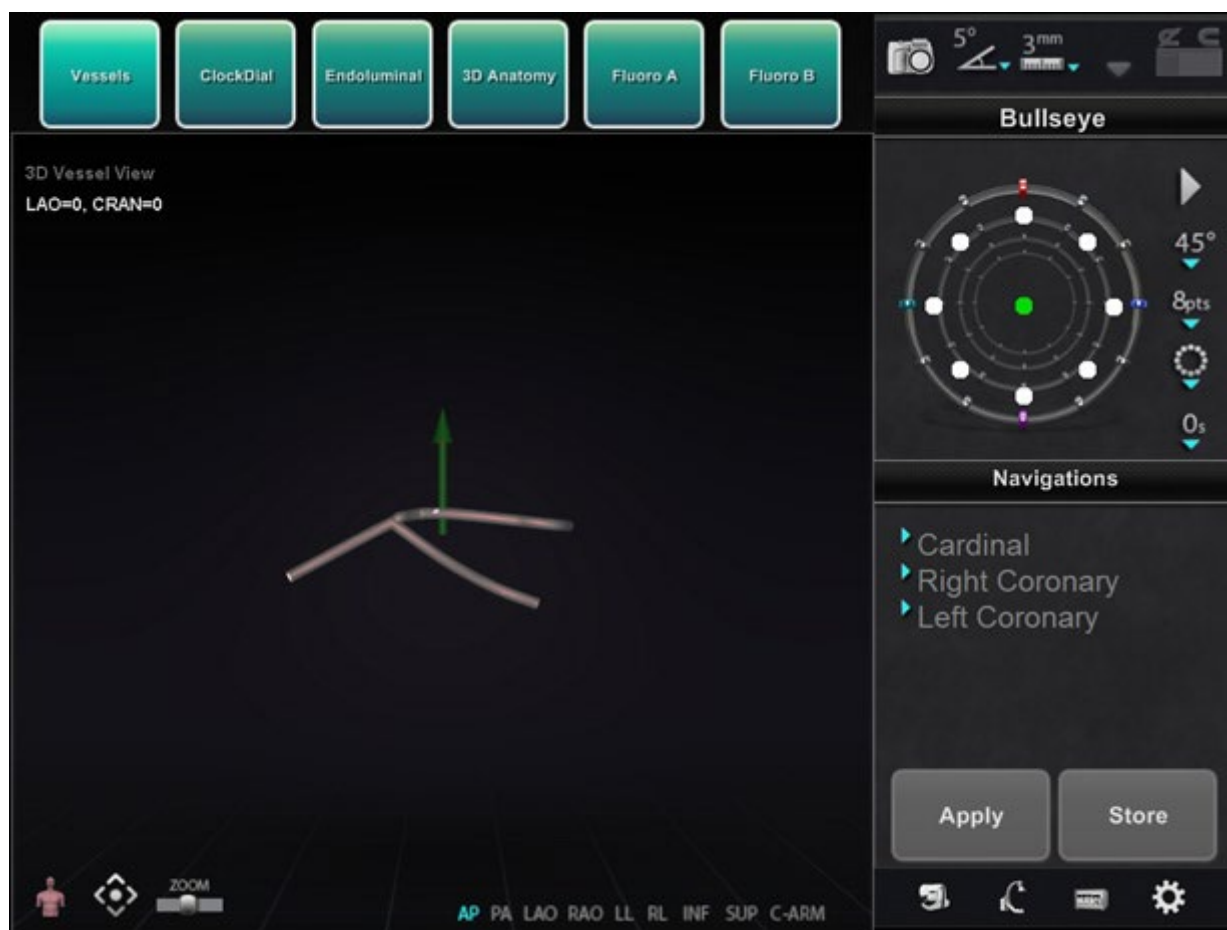 Vessels ClockDial Endoluminal 3D Anatomy Fluoro A Fluoro B
5° 3mm
Bullseye
3D Vessel View
LAO=0, CRAN=0
45°
8pts
0s
Navigations
Cardinal
Right Coronary
Left Coronary
Apply Store
ZOOM
AP PA LAO RAO LL RL INF SUP C-ARM